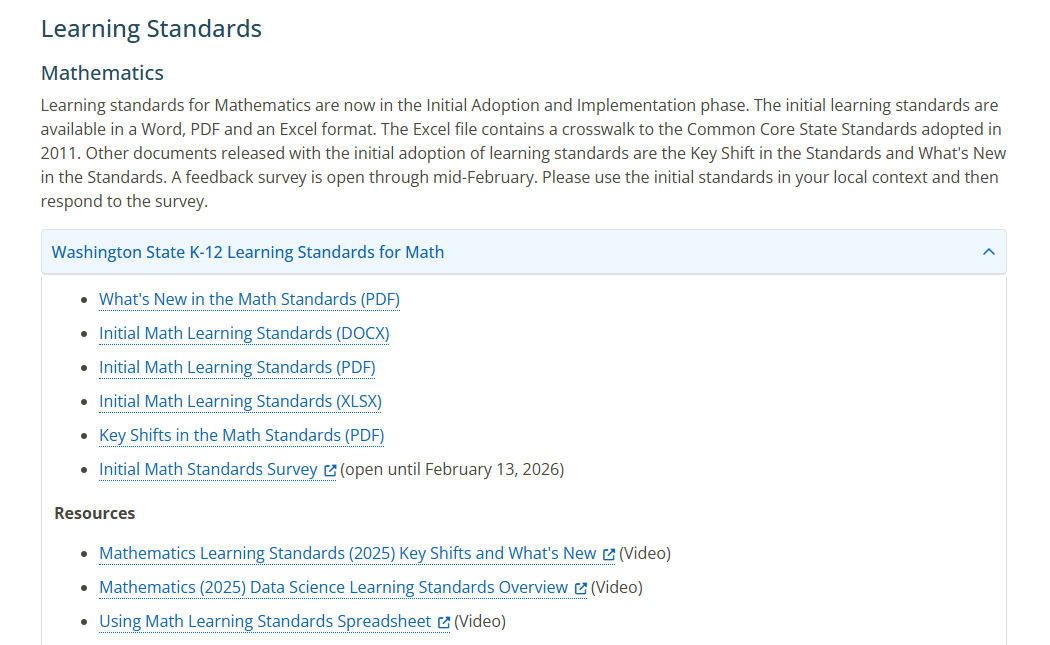 Learning Standards
Mathematics
Learning standards for Mathematics are now in the Initial Adoption and Implementation phase. The initial learning standards are
available in a Word, PDF and an Excel format. The Excel file contains a crosswalk to the Common Core State Standards adopted in
2011. Other documents released with the initial adoption of learning standards are the Key Shift in the Standards and What's New
in the Standards. A feedback survey is open through mid-February. Please use the initial standards in your local context and then
respond to the survey.
Washington State K-12 Learning Standards for Math
What's New in the Math Standards (PDF)
Initial Math Learning Standards (DOCX)
Initial Math Learning Standards (PDF)
Initial Math Learning Standards (XLSX)
Key Shifts in the Math Standards (PDF)
Initial Math Standards Survey (open until February 13, 2026)
Resources
Mathematics Learning Standards (2025) Key Shifts and What's New (Video)
Mathematics (2025) Data Science Learning Standards Overview (Video)
Using Math Learning Standards Spreadsheet (Video)